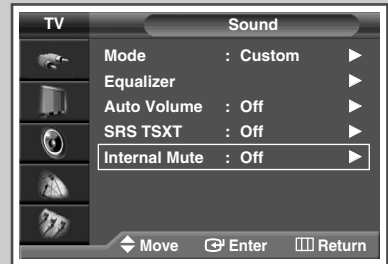 TV Sound
Mode : Custom
Equalizer
Auto Volume : Off
SRS TSXT : Off
Internal Mute : Off
Move Enter Return